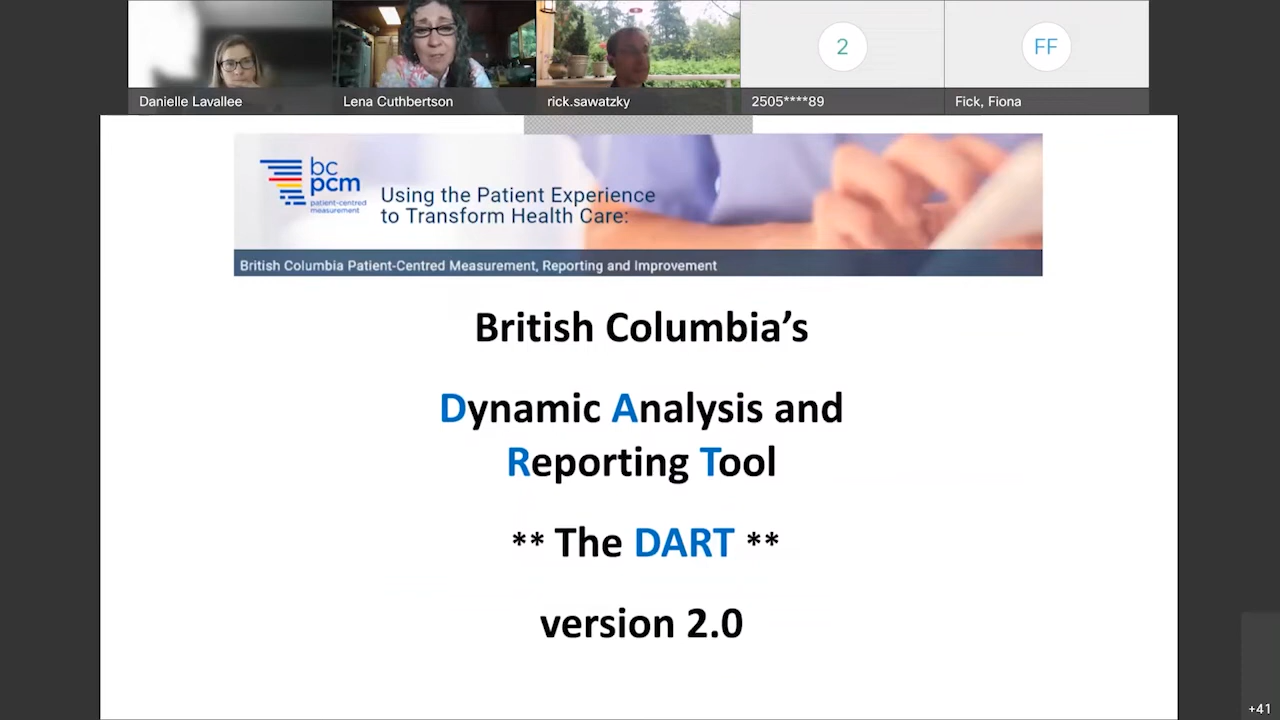 2
FF
Danielle Lavallee
Lena Cuthbertson
rick.sawatzky
2505****89
Fick, Fiona
bc
pcm
patient-centred
measurement
Using the Patient Experience
to Transform Health Care:
British Columbia Patient-Centred Measurement, Reporting and Improvement
British Columbia’s
Dynamic Analysis and
Reporting Tool
** The DART **
version 2.0
+41